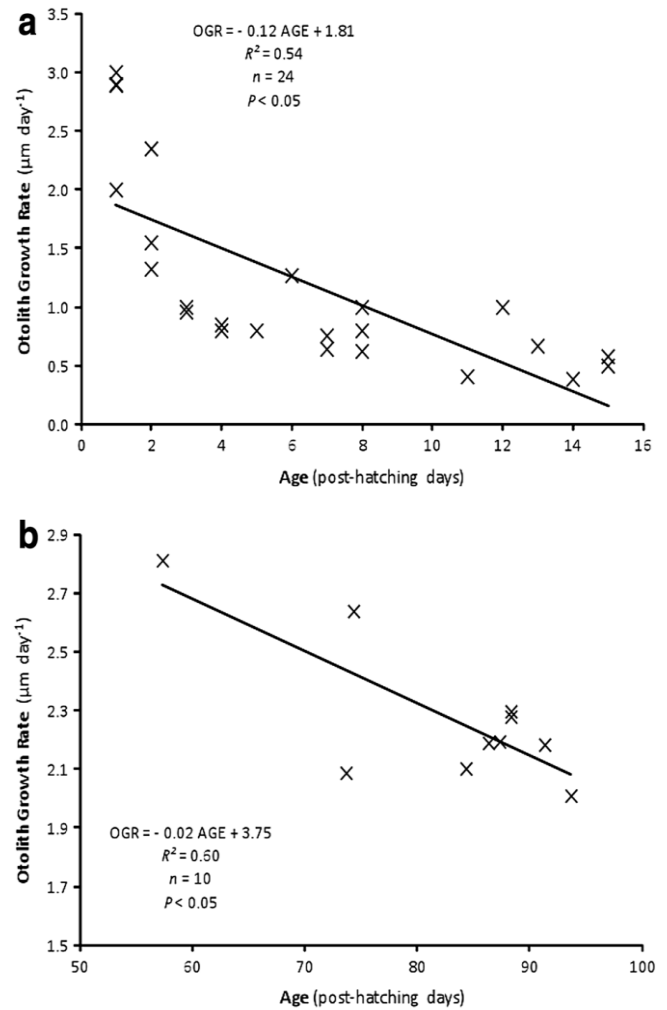 a
OGR = - 0.12 AGE + 1.81
R² = 0.54
n = 24
P < 0.05
Otolith Growth Rate (µm day⁻¹)
3.5
3.0
2.5
2.0
1.5
1.0
0.5
0.0
0 2 4 6 8 10 12 14 16
Age (post-hatching days)
b
Otolith Growth Rate (µm day⁻¹)
2.9
2.7
2.5
2.3
2.1
1.9
1.7
1.5
OGR = - 0.02 AGE + 3.75
R² = 0.60
n = 10
P < 0.05
50 60 70 80 90 100
Age (post-hatching days)